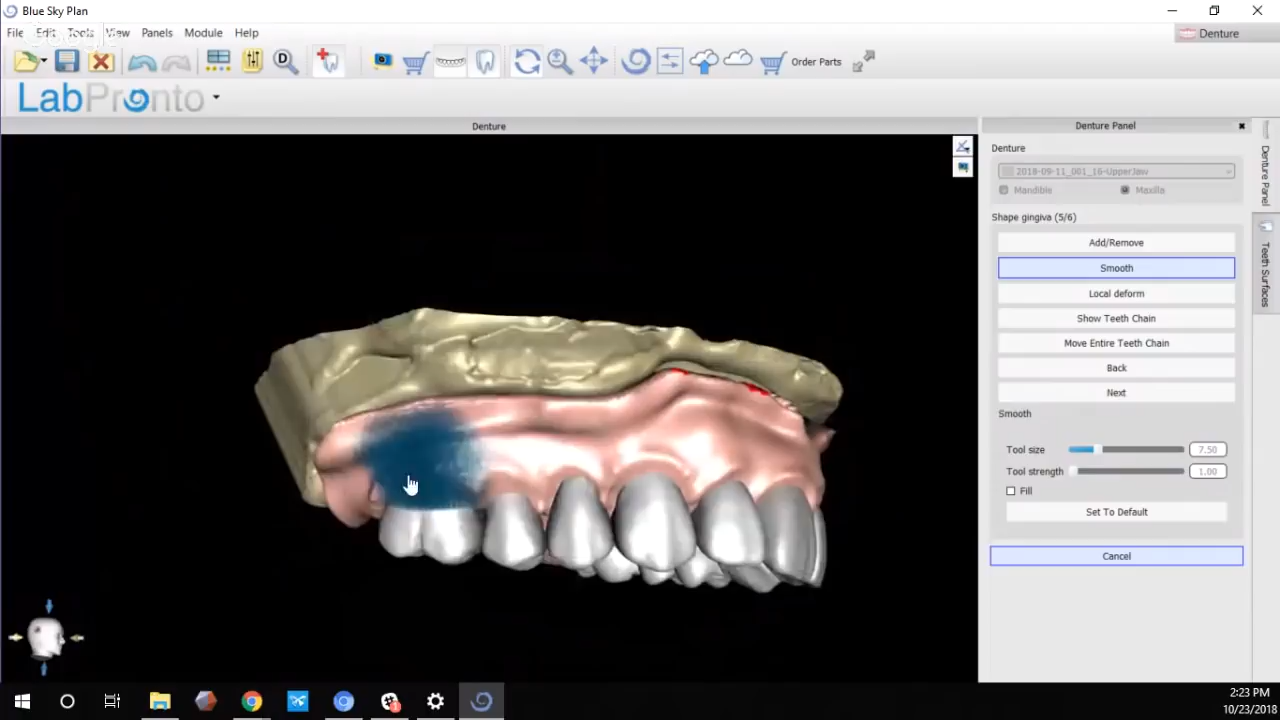 Blue Sky Plan
File Edit Tools View Panels Module Help
Google
Denture
D
Order Parts
LabPronto
Denture
Denture Panel
Denture
2018-09-11_001_16-UpperJaw
Mandible
Maxilla
Shape gingiva (5/6)
Add/Remove
Smooth
Local deform
Show Teeth Chain
Move Entire Teeth Chain
Back
Next
Smooth
Tool size 7.50
Tool strength 1.00
Fill
Set To Default
Cancel
Denture Panel
Teeth Surfaces
1
2:23 PM
10/23/2018